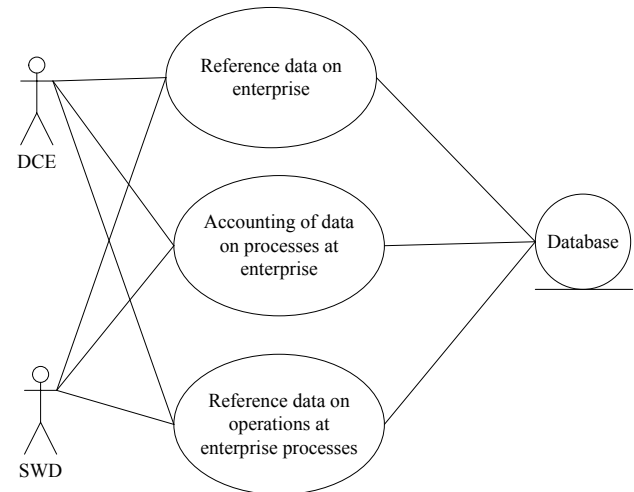 Reference data on
enterprise
DCE
Accounting of data
on processes at
enterprise
Database
Reference data on
operations at
enterprise processes
SWD